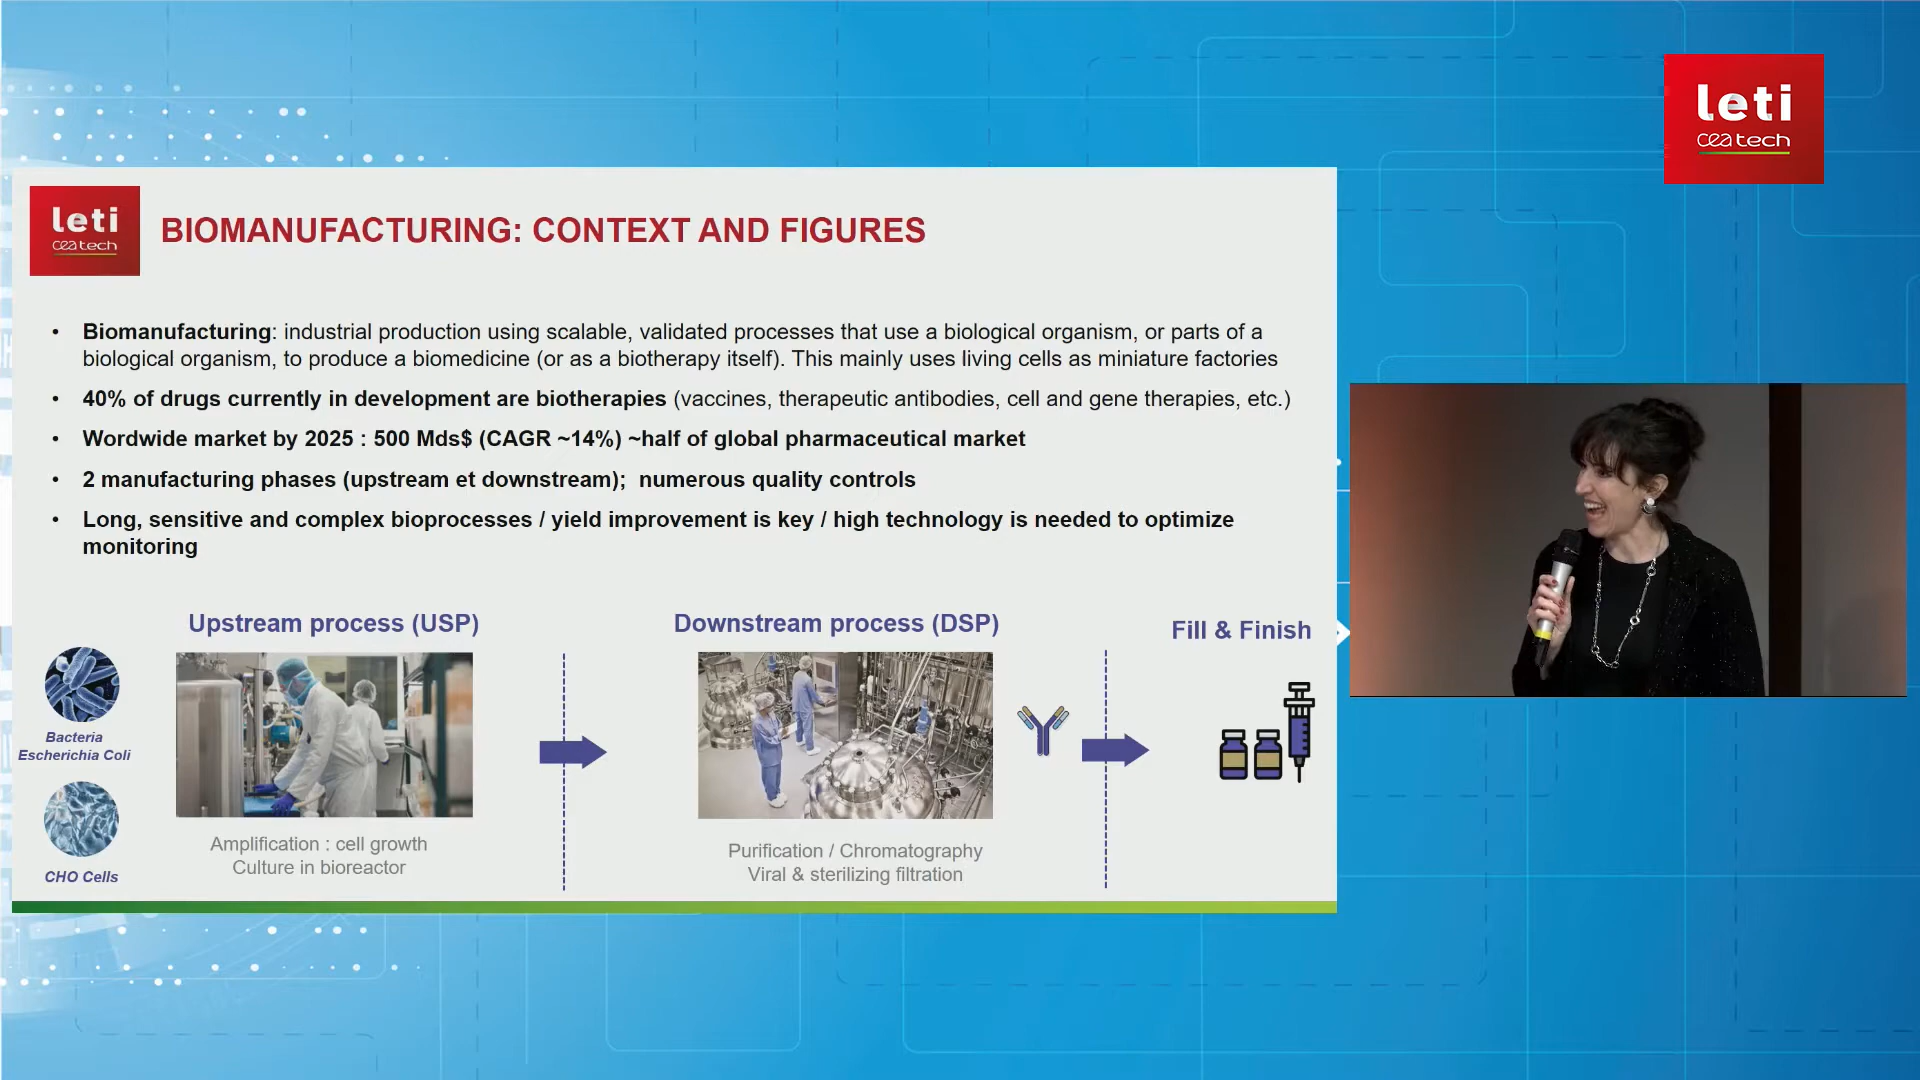 leti
cea tech
leti
cea tech
BIOMANUFACTURING: CONTEXT AND FIGURES
• Biomanufacturing: industrial production using scalable, validated processes that use a biological organism, or parts of a
biological organism, to produce a biomedicine (or as a biotherapy itself). This mainly uses living cells as miniature factories
• 40% of drugs currently in development are biotherapies (vaccines, therapeutic antibodies, cell and gene therapies, etc.)
• Wordwide market by 2025 : 500 Mds$ (CAGR ~14%) ~half of global pharmaceutical market
• 2 manufacturing phases (upstream et downstream); numerous quality controls
• Long, sensitive and complex bioprocesses / yield improvement is key / high technology is needed to optimize
monitoring
Upstream process (USP)
Downstream process (DSP)
Fill & Finish
Bacteria
Escherichia Coli
CHO Cells
Amplification : cell growth
Culture in bioreactor
Purification / Chromatography
Viral & sterilizing filtration